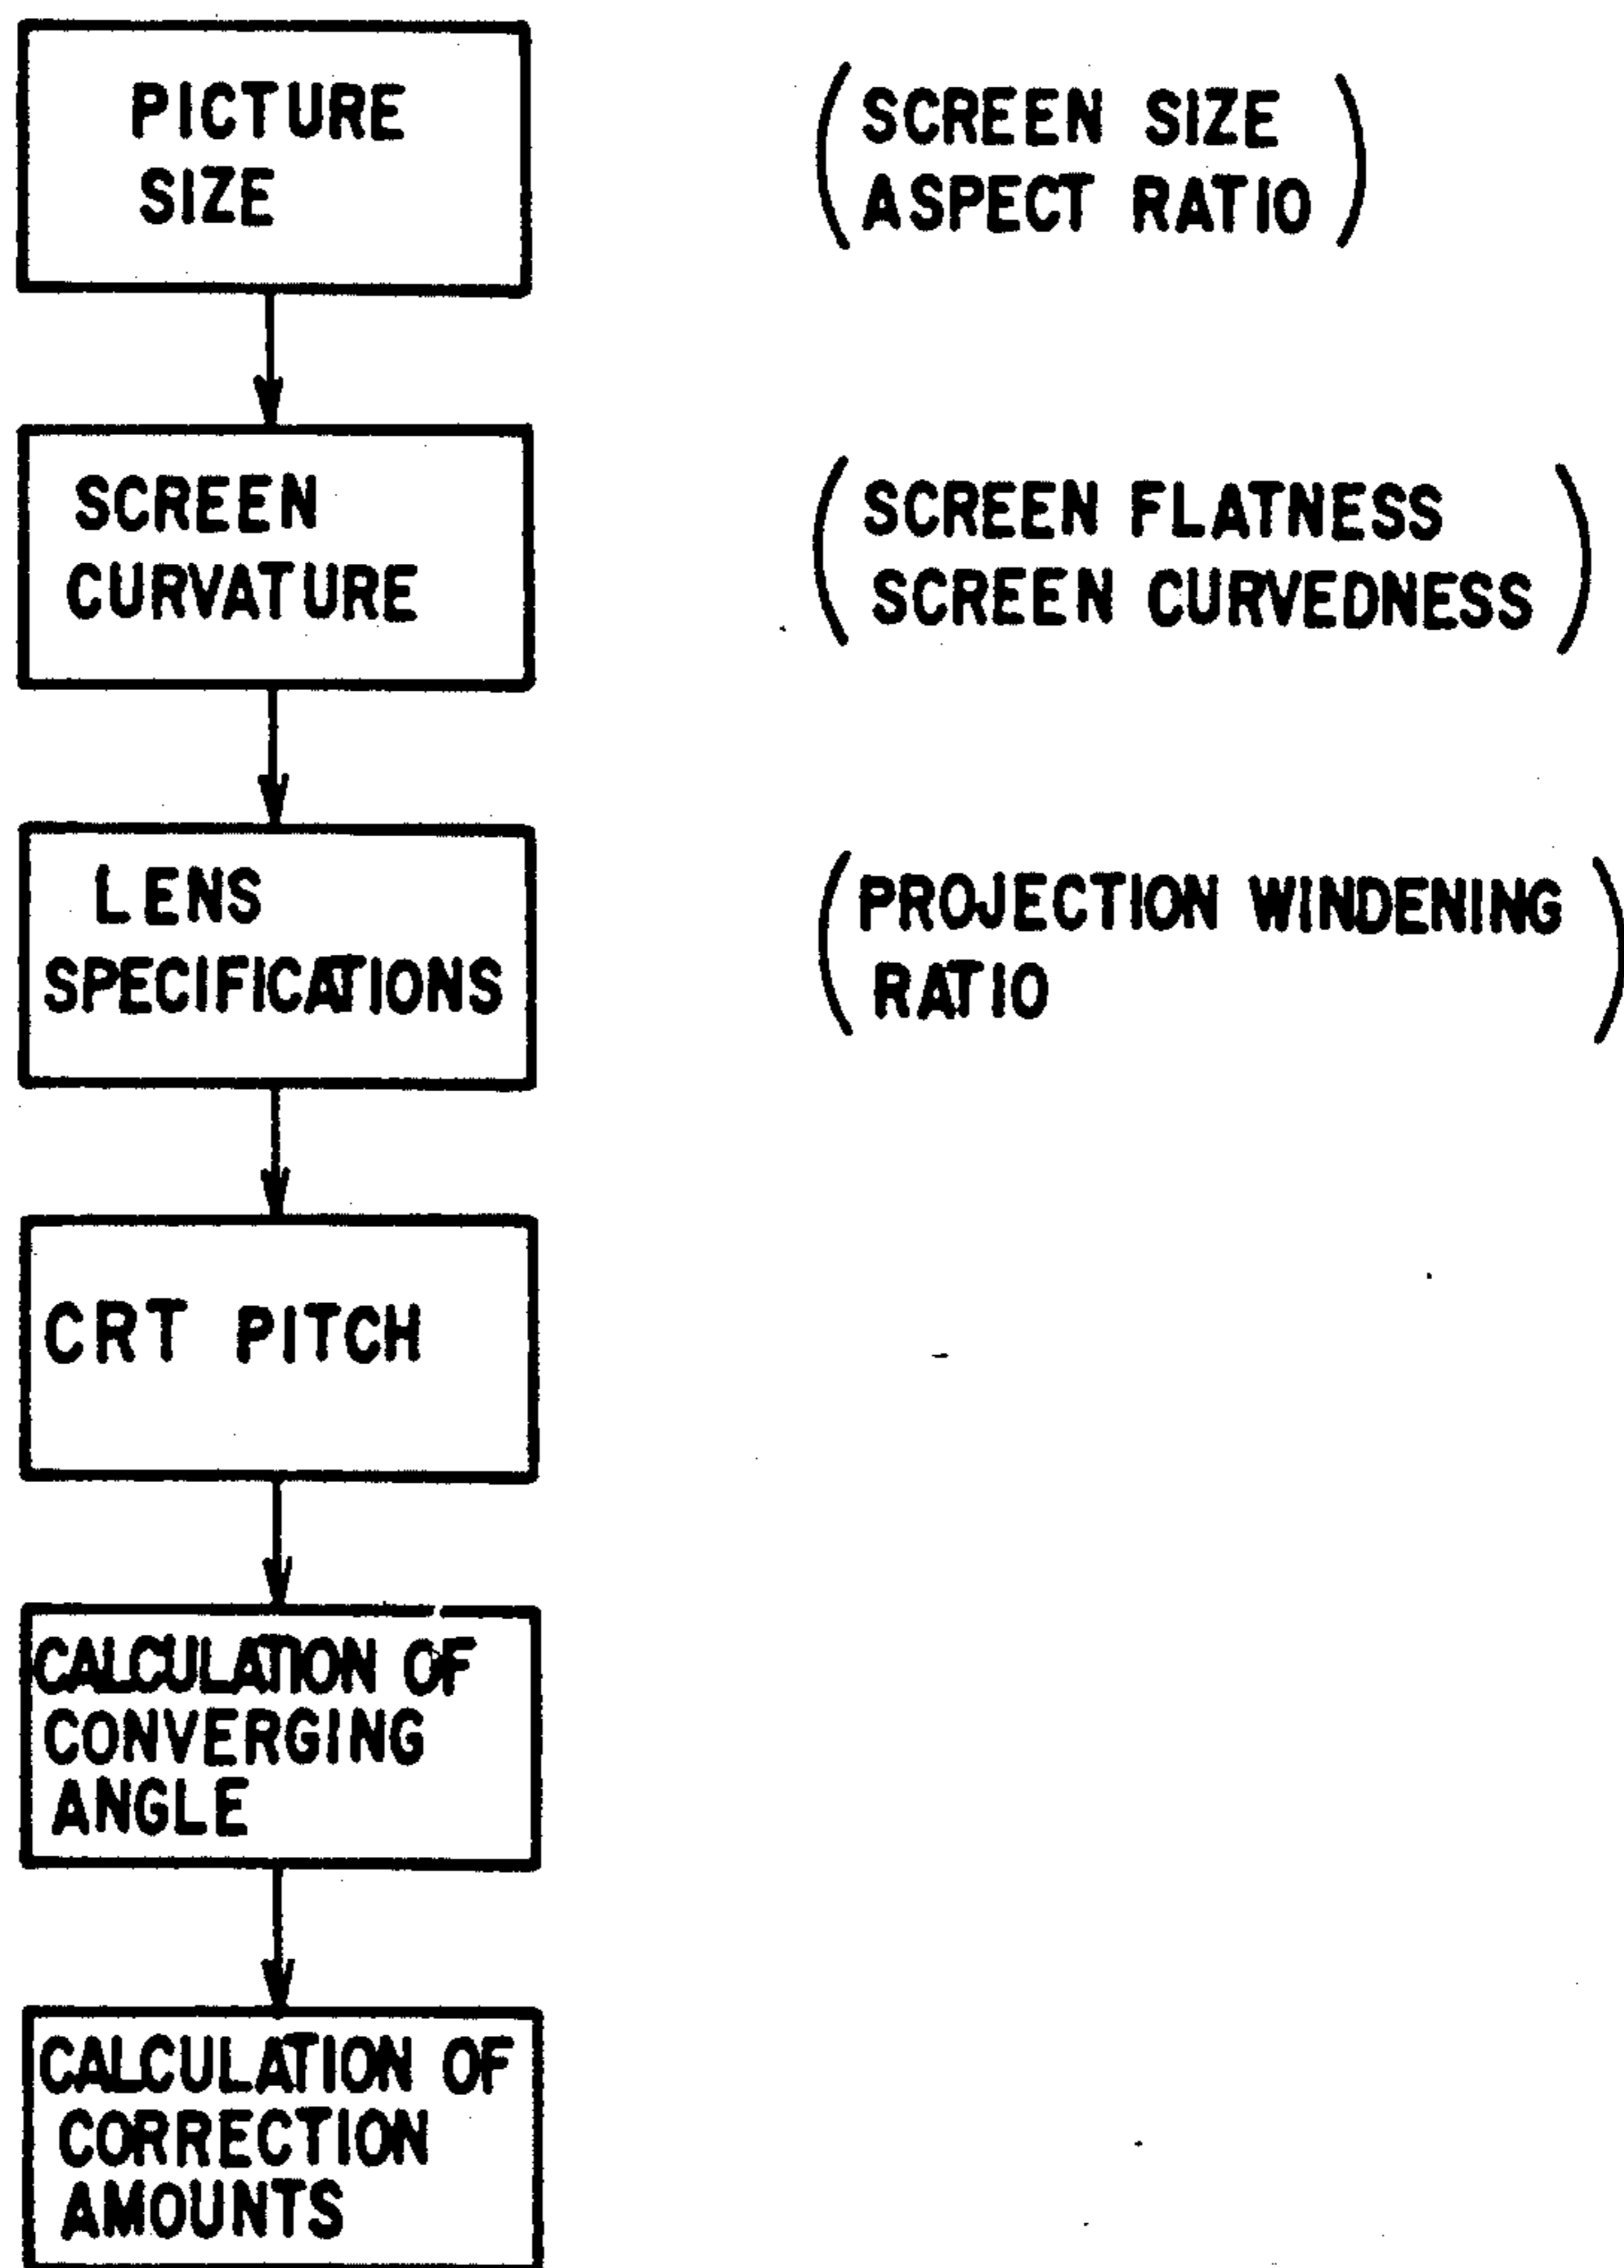 PICTURE
SIZE
(SCREEN SIZE
ASPECT RATIO)
SCREEN
CURVATURE
(SCREEN FLATNESS
SCREEN CURVEDNESS)
LENS
SPECIFICATIONS
(PROJECTION WINDENING
RATIO)
CRT PITCH
CALCULATION OF
CONVERGING
ANGLE
CALCULATION OF
CORRECTION
AMOUNTS